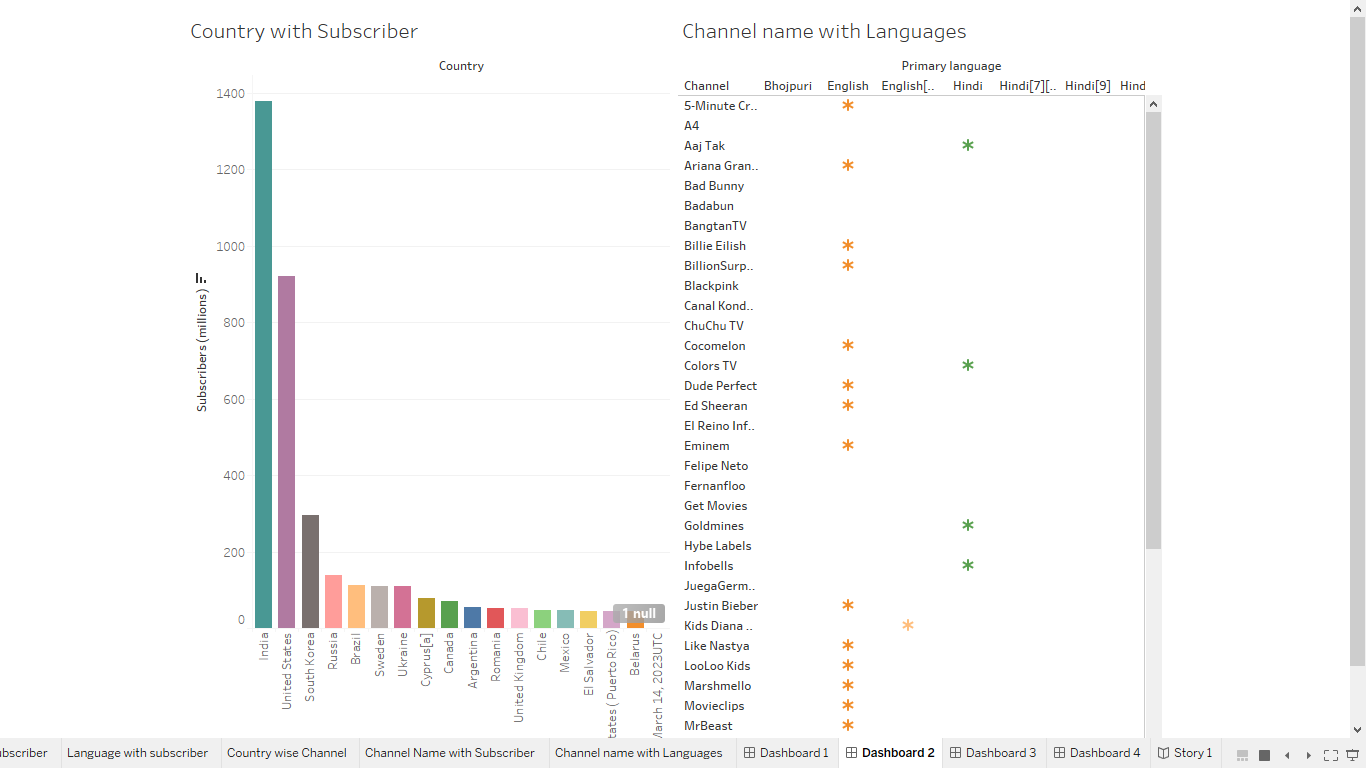 Country with Subscriber
Country
Subscribers (millions)
1400
1200
1000
800
600
400
200
0
1 null
India
United States
South Korea
Russia
Brazil
Sweden
Ukraine
Cyprus[a]
Canada
Argentina
Romania
United Kingdom
Chile
Mexico
El Salvador
tates ( Puerto Rico)
Belarus
March 14, 2023UTC
Channel name with Languages
Primary language
Channel Bhojpuri English English[.. Hindi Hindi[7][.. Hindi[9] Hind
5-Minute Cr..
A4
Aaj Tak
Ariana Gran..
Bad Bunny
Badabun
BangtanTV
Billie Eilish
BillionSurp..
Blackpink
Canal Kond..
ChuChu TV
Cocomelon
Colors TV
Dude Perfect
Ed Sheeran
El Reino Inf..
Eminem
Felipe Neto
Fernanfloo
Get Movies
Goldmines
Hybe Labels
Infobells
JuegaGerm..
Justin Bieber
Kids Diana ..
Like Nastya
LooLoo Kids
Marshmello
Movieclips
MrBeast
ubscriber Language with subscriber Country wise Channel Channel Name with Subscriber Channel name with Languages Dashboard 1 Dashboard 2 Dashboard 3 Dashboard 4 Story 1